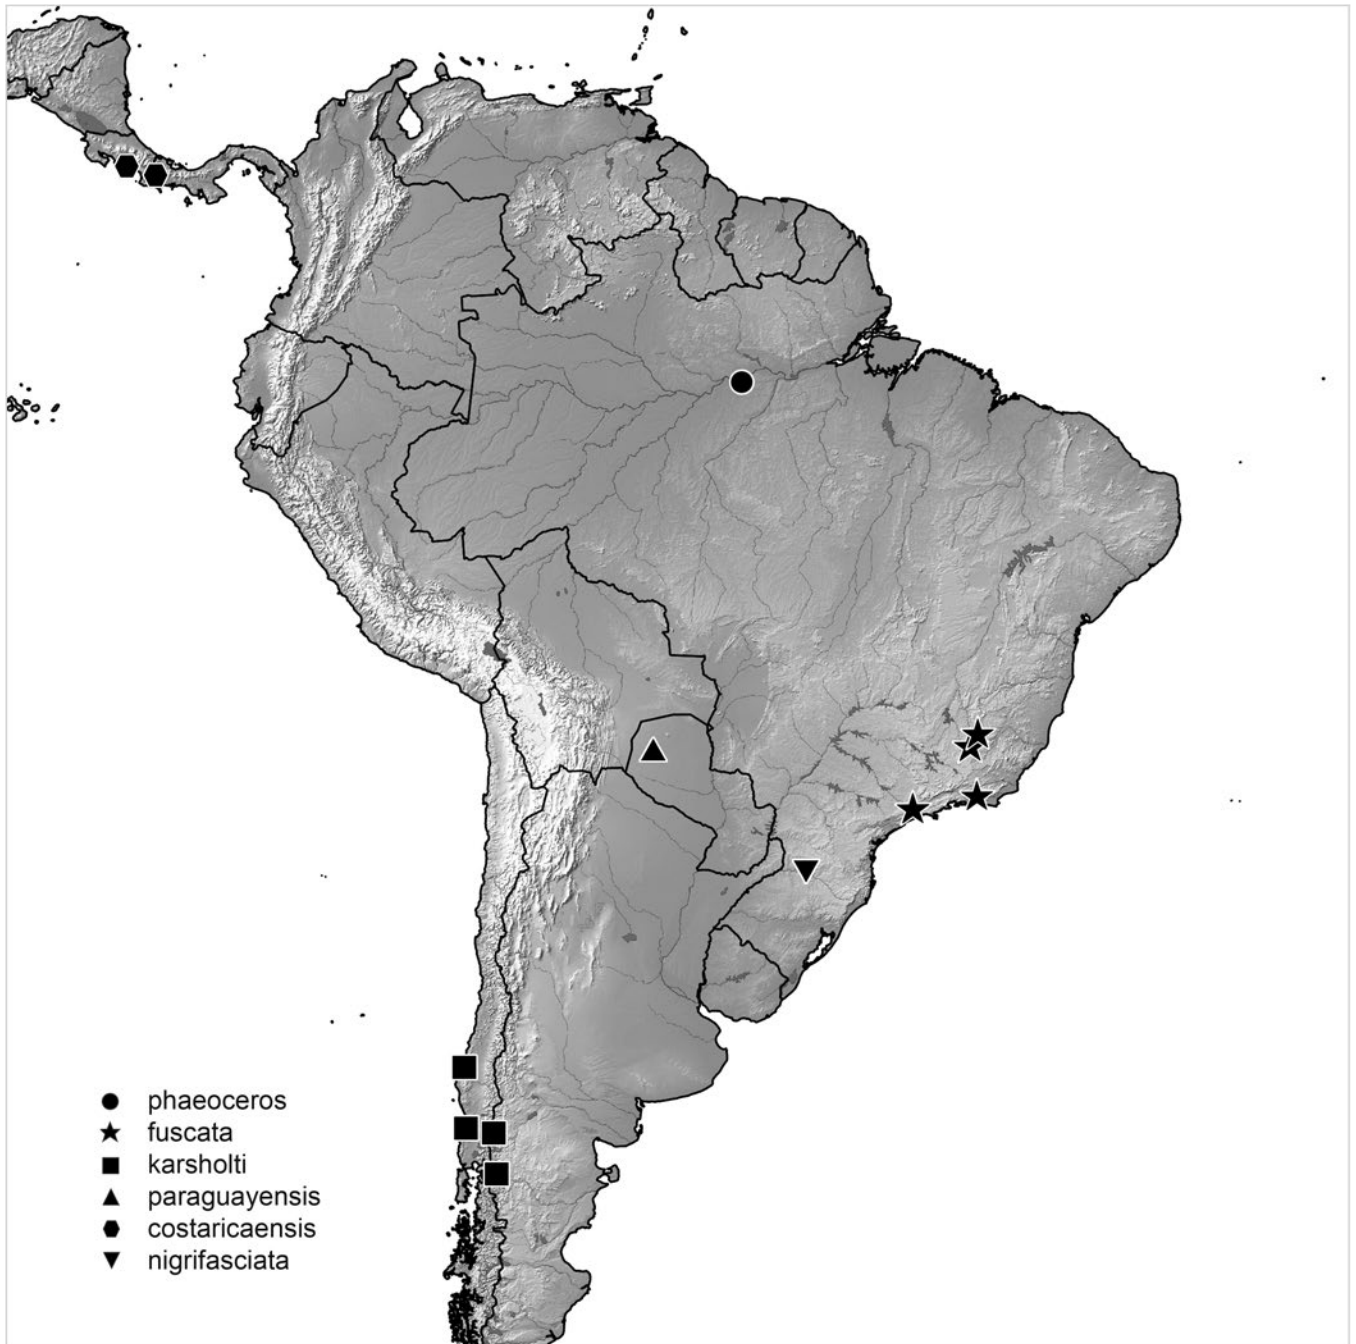 phaeoceros
fuscata
karsholti
paraguayensis
costaricaensis
nigrifasciata